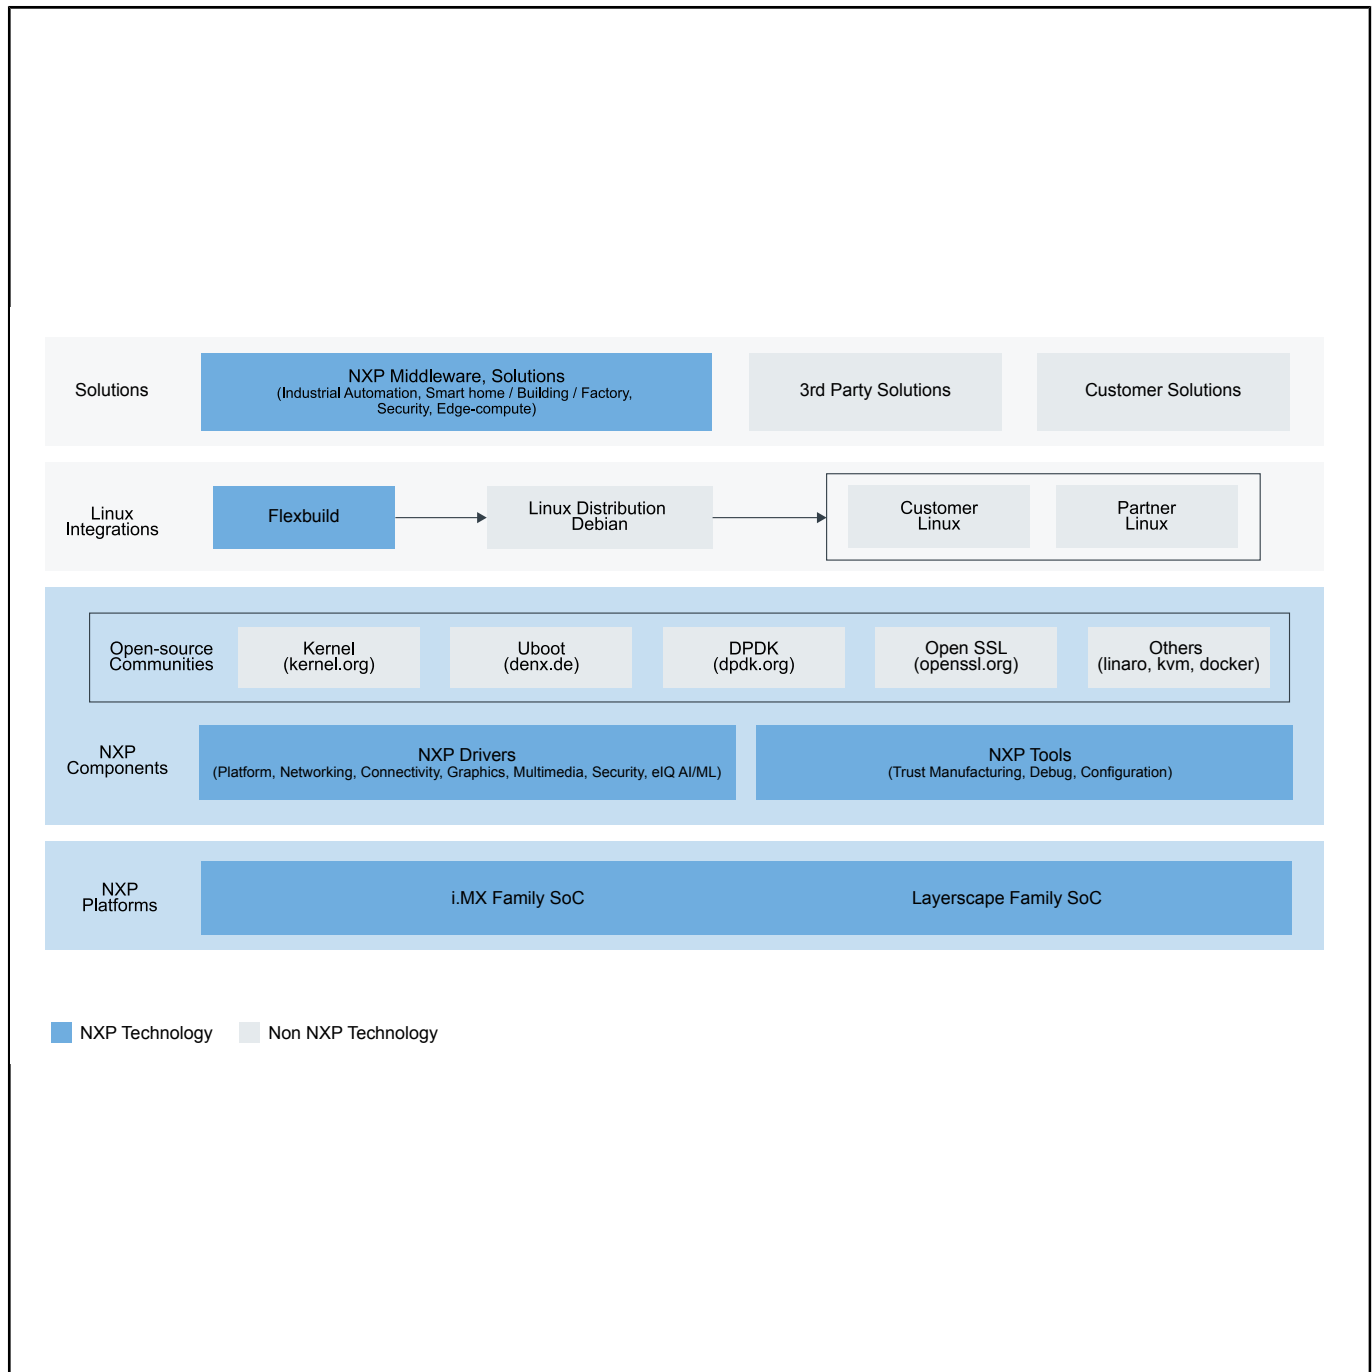 Solutions
NXP Middleware, Solutions
(Industrial Automation, Smart home / Building / Factory,
Security, Edge-compute)
3rd Party Solutions
Customer Solutions
Linux
Integrations
Flexbuild
Linux Distribution
Debian
Customer
Linux
Partner
Linux
Open-source
Communities
Kernel
(kernel.org)
Uboot
(denx.de)
DPDK
(dpdk.org)
Open SSL
(openssl.org)
Others
(linaro, kvm, docker)
NXP
Components
NXP Drivers
(Platform, Networking, Connectivity, Graphics, Multimedia, Security, eIQ AI/ML)
NXP Tools
(Trust Manufacturing, Debug, Configuration)
NXP
Platforms
i.MX Family SoC
Layerscape Family SoC
NXP Technology
Non NXP Technology